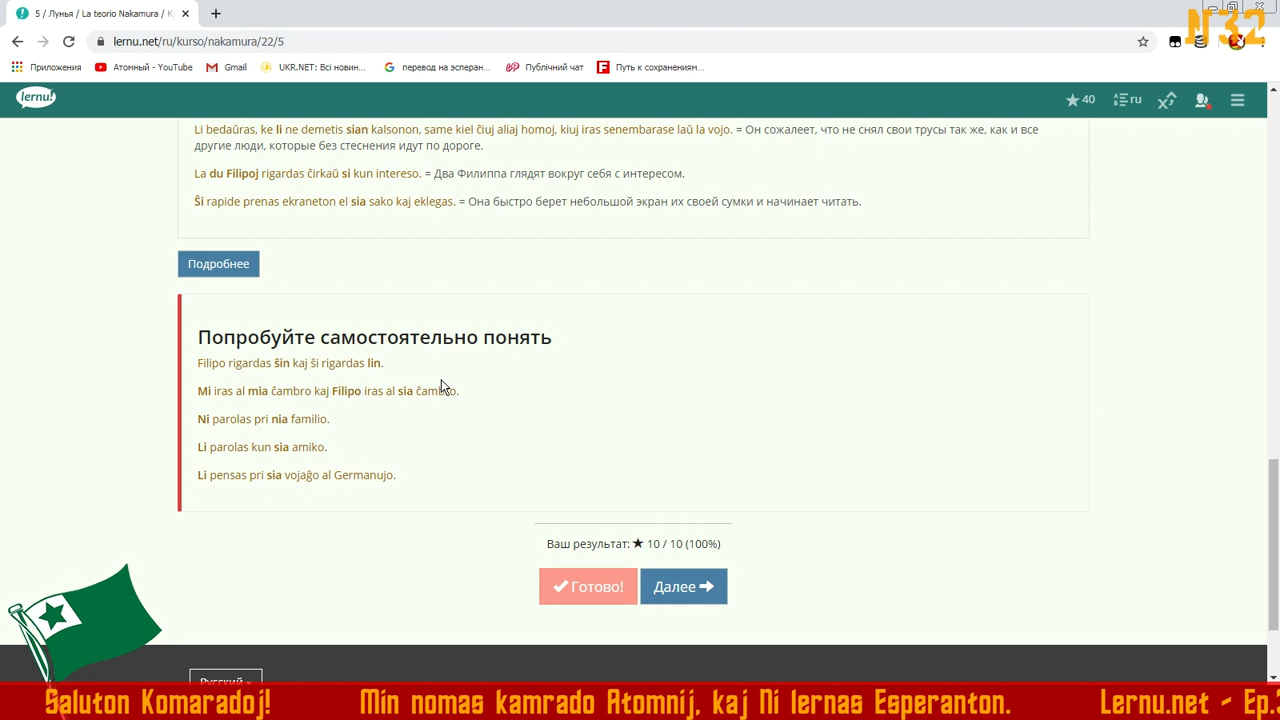 5 / Лунья / La teorio Nakamura / K
N32
lernu.net/ru/kurso/nakamura/22/5
Приложения
Атомный - YouTube
Gmail
UKR.NET: Всі новин...
перевод на эсперан...
Публічний чат
Путь к сохранениям...
lernu!
40
ru
Li bedaŭras, ke li ne demetis sian kalsonon, same kiel ĉiuj aliaj homoj, kiuj iras senembarase laŭ la vojo. = Он сожалеет, что не снял свои трусы так же, как и все
другие люди, которые без стеснения идут по дороге.
La du Filipoj rigardas ĉirkaŭ si kun intereso. = Два Филиппа глядят вокруг себя с интересом.
Ŝi rapide prenas ekraneton el sia sako kaj eklegas. = Она быстро берет небольшой экран их своей сумки и начинает читать.
Подробнее
Попробуйте самостоятельно понять
Filipo rigardas ŝin kaj ŝi rigardas lin.
Mi iras al mia ĉambro kaj Filipo iras al sia ĉambro.
Ni parolas pri nia familio.
Li parolas kun sia amiko.
Li pensas pri sia vojaĝo al Germanujo.
Ваш результат: ★ 10 / 10 (100%)
Готово!
Далее
Русский
Saluton Komaradoj! Min nomas kamrado Atomnij, kaj Ni lernas Esperanton. Lernu.net - Ep.3